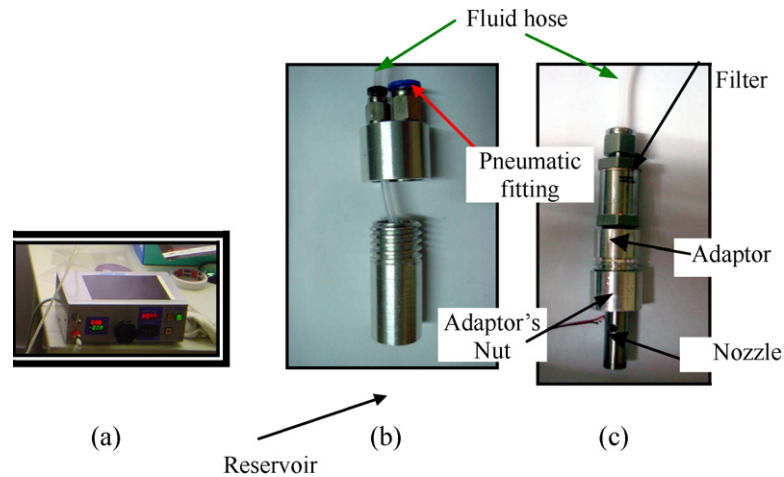 Fluid hose
Filter
Pneumatic
fitting
Adaptor
Adaptor’s
Nut
Nozzle
(a)
(b)
(c)
Reservoir